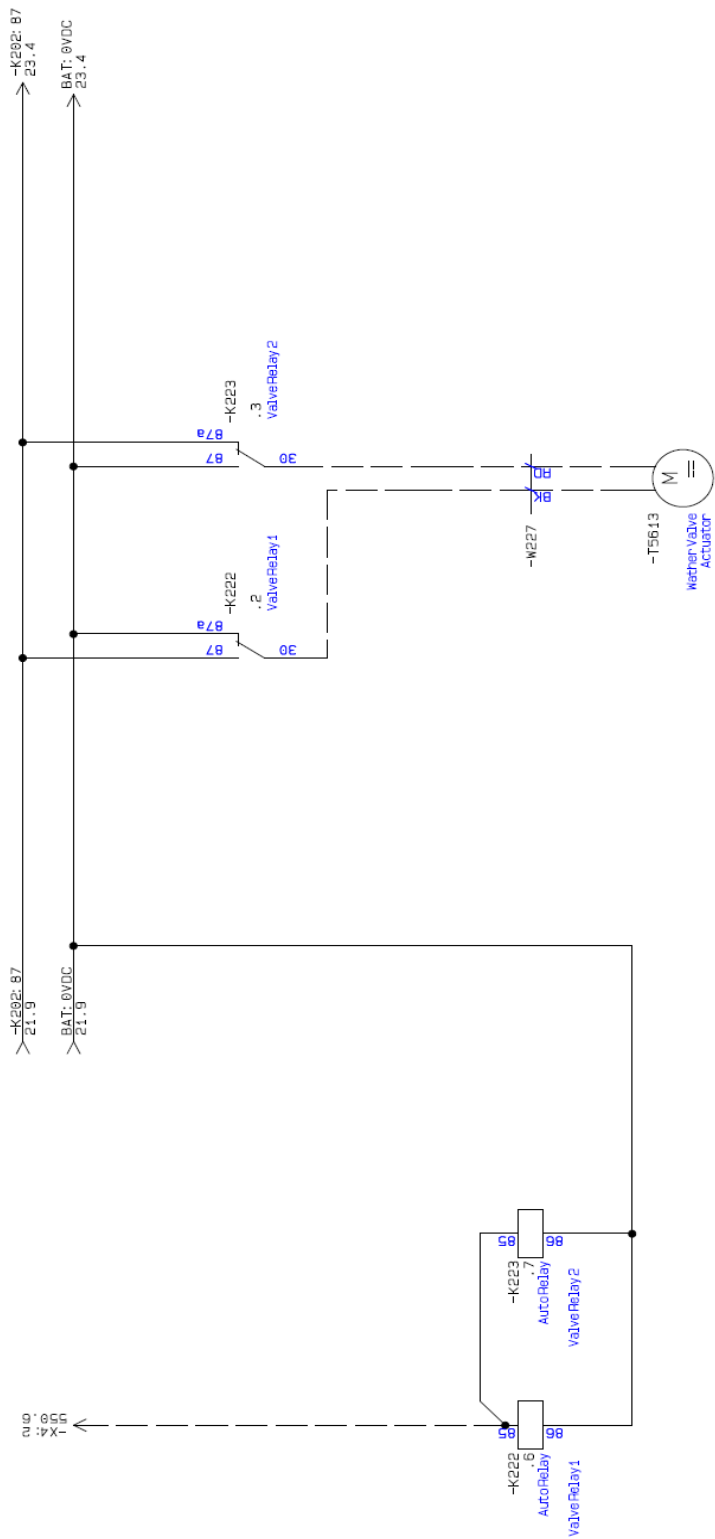 -K202:87
23.4
BAT:0VDC
23.4
-K223
.3
ValveRelay2
87a
87
30
-K222
.2
ValveRelay1
87a
87
30
-W227
RD
BK
-T5613
M
==
WatherValve
Actuator
-K202:87
21.9
BAT:0VDC
21.9
-K223
.7
AutoRelay
ValveRelay2
85
86
-K222
.6
AutoRelay
ValveRelay1
85
86
-X4:2
550.6